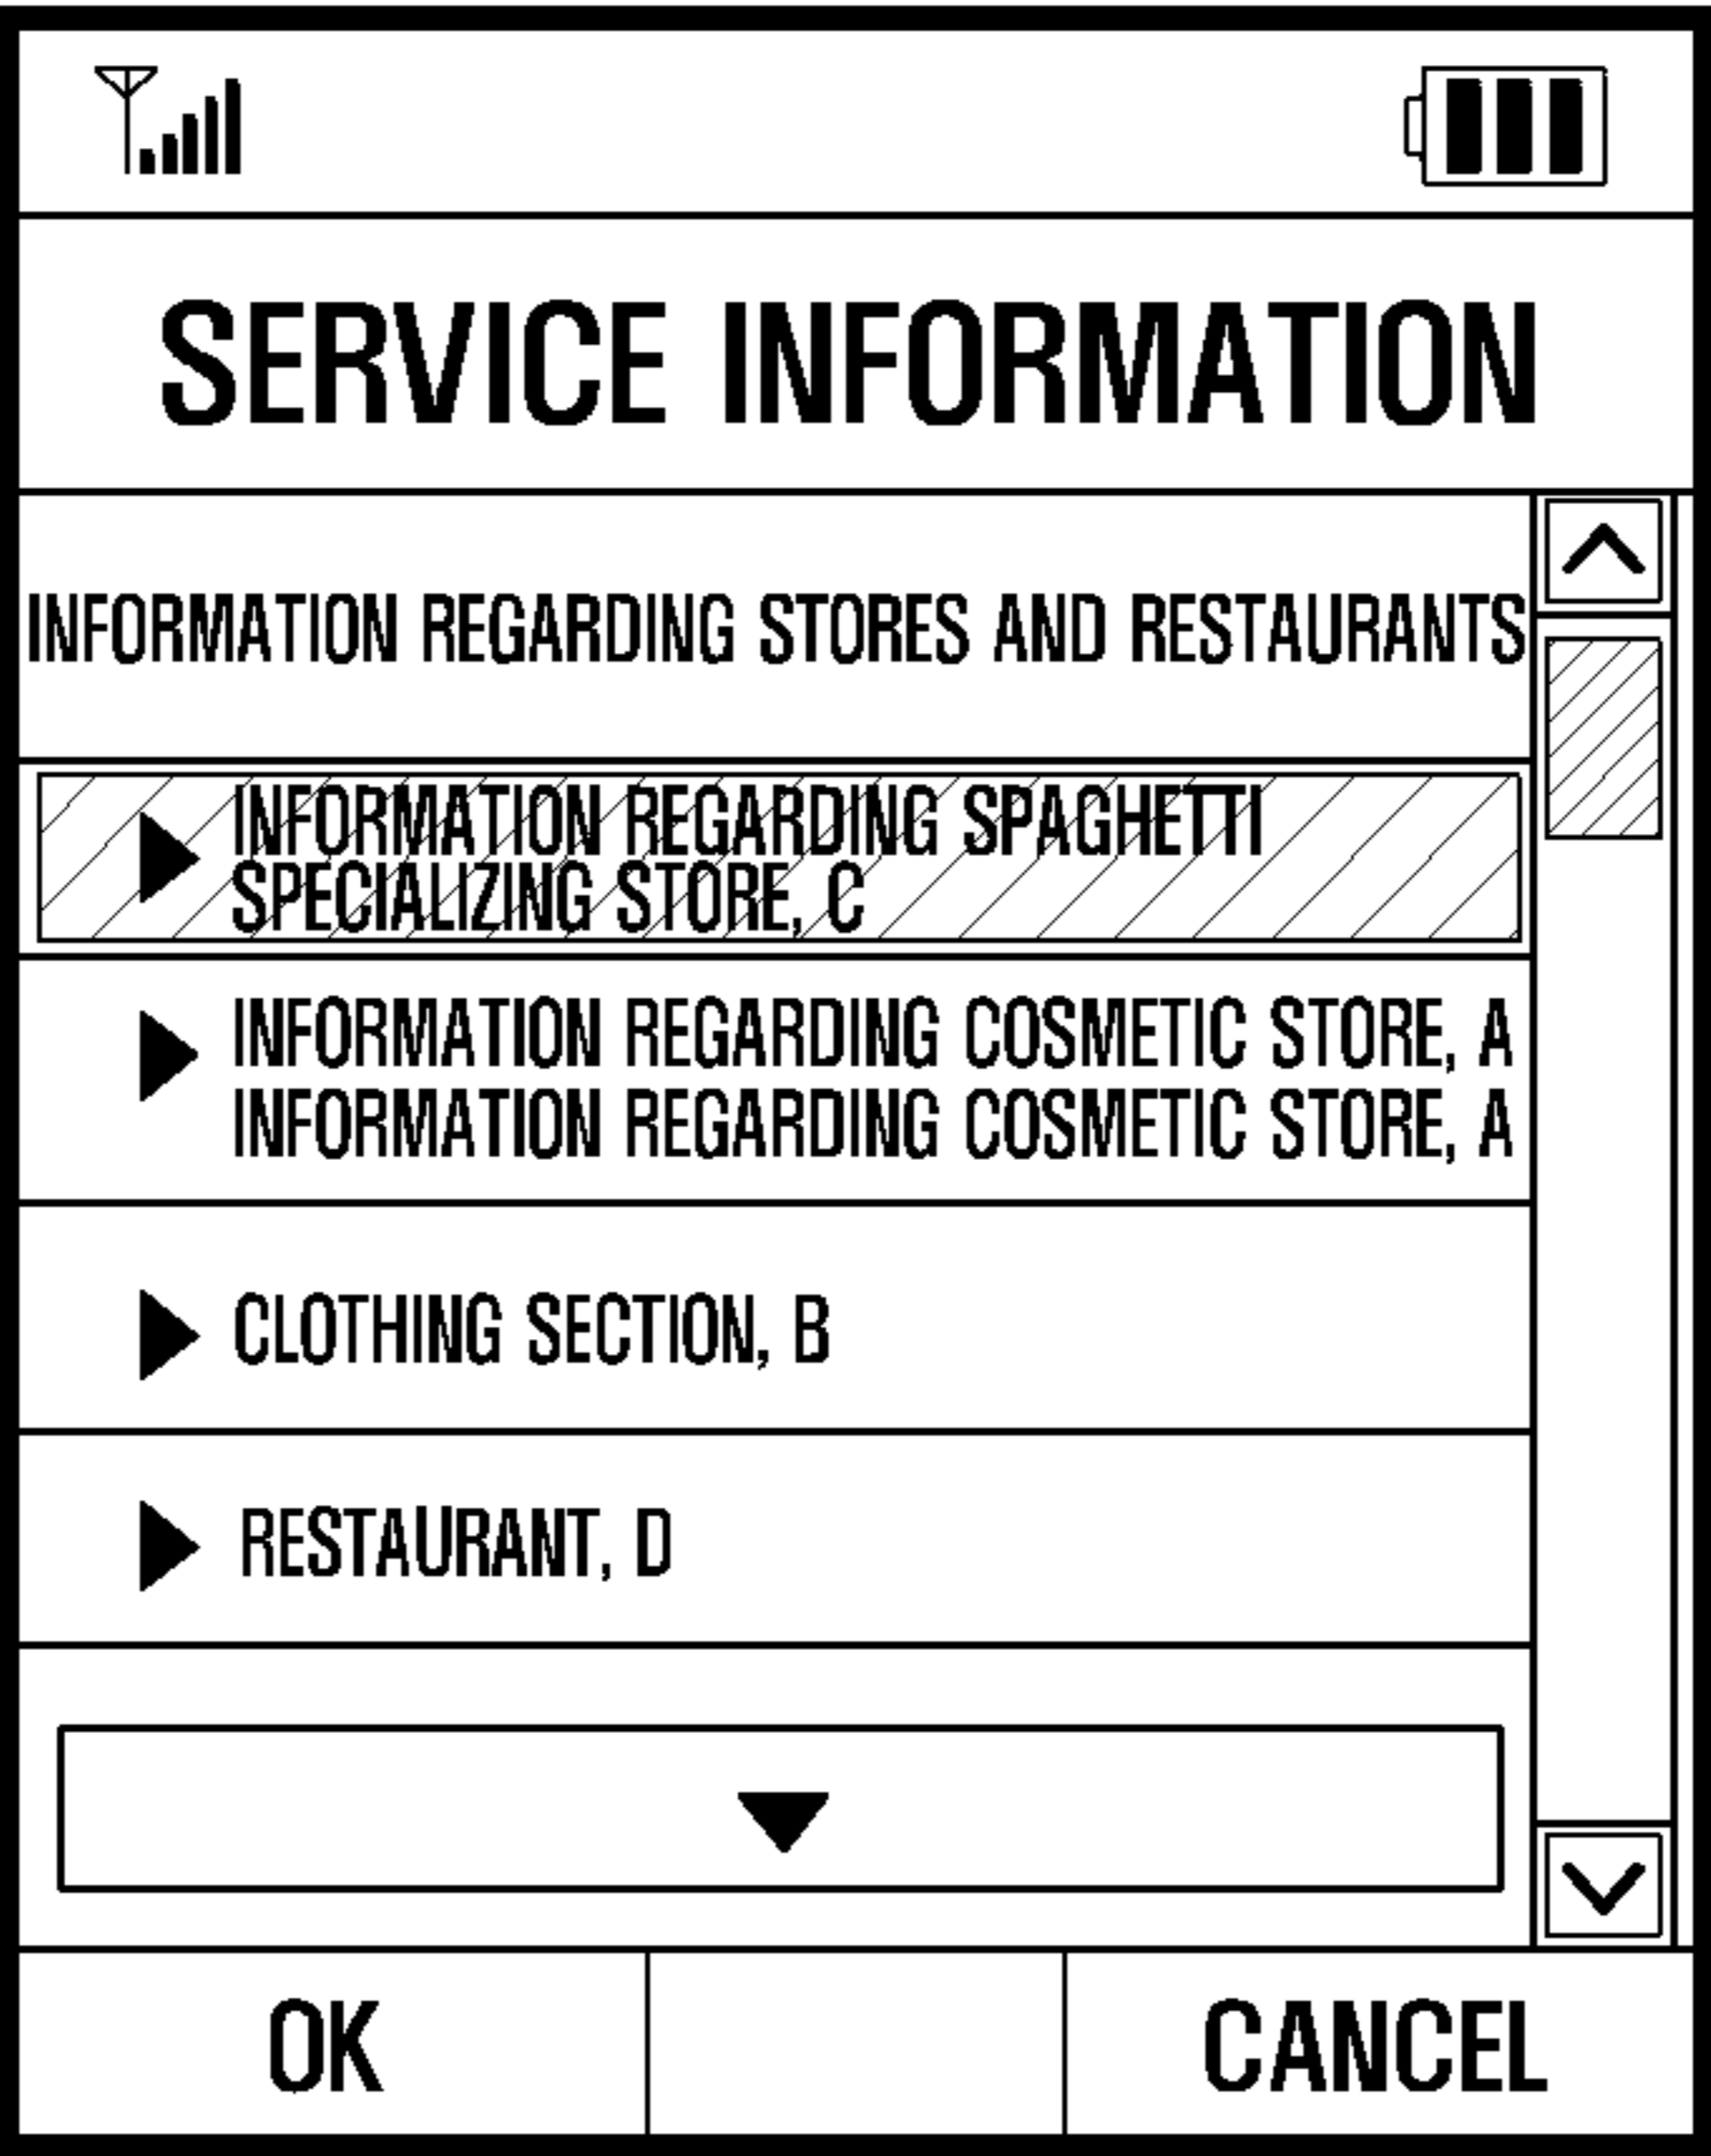 SERVICE INFORMATION
INFORMATION REGARDING STORES AND RESTAURANTS
INFORMATION REGARDING SPAGHETTI
SPECIALIZING STORE, C
INFORMATION REGARDING COSMETIC STORE, A
INFORMATION REGARDING COSMETIC STORE, A
CLOTHING SECTION, B
RESTAURANT, D
OK
CANCEL